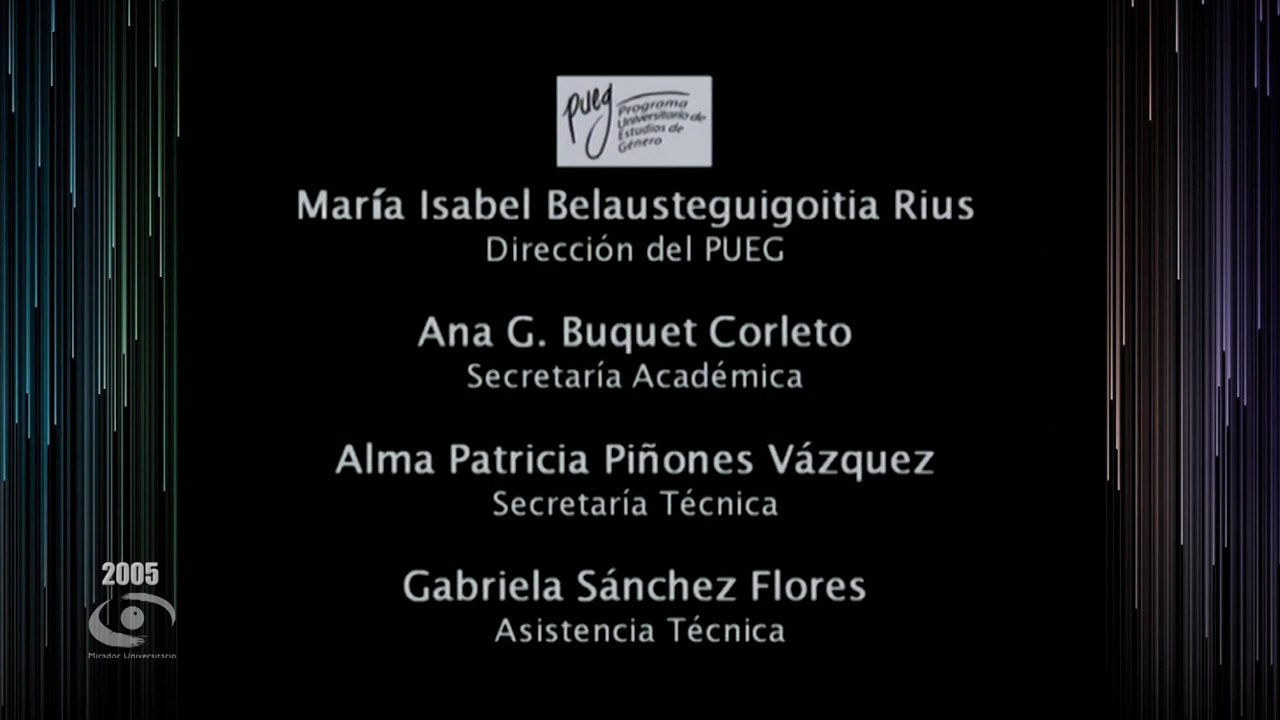 pueg
Programa
Universitario de
Estudios de
Género
María Isabel Belausteguigoitia Rius
Dirección del PUEG
Ana G. Buquet Corleto
Secretaría Académica
Alma Patricia Piñones Vázquez
Secretaría Técnica
Gabriela Sánchez Flores
Asistencia Técnica
2005
Mirador Universitario